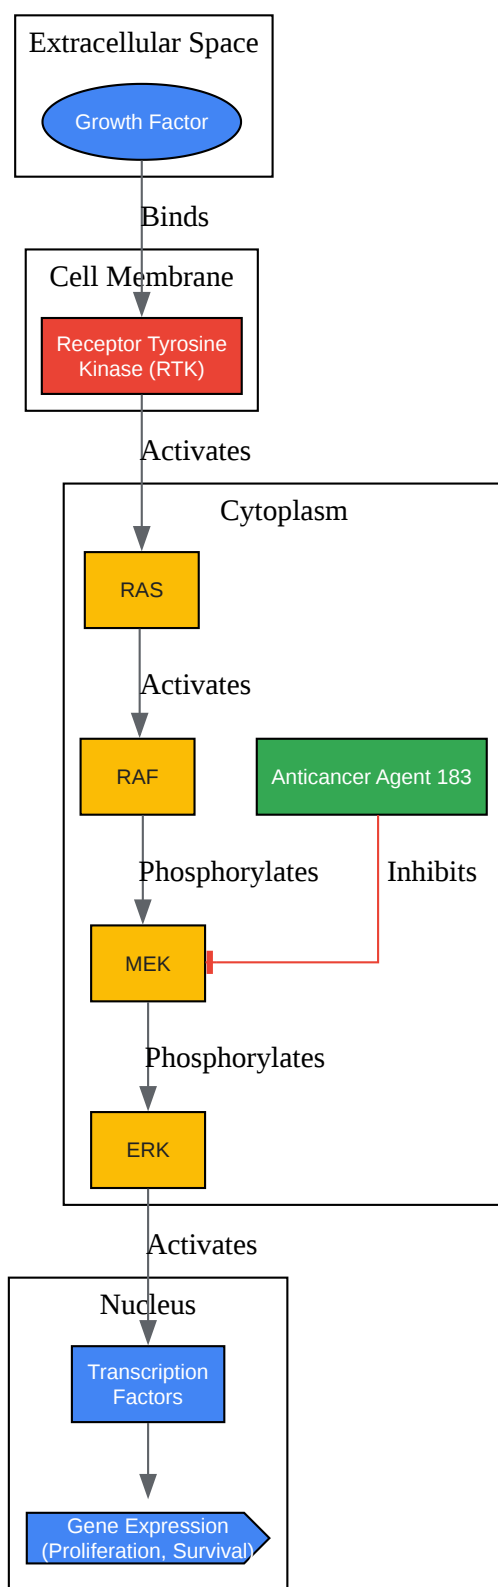 Extracellular Space
Growth Factor
Binds
Cell Membrane
Receptor Tyrosine
Kinase (RTK)
Activates
Cytoplasm
RAS
Activates
RAF
Anticancer Agent 183
Phosphorylates
Inhibits
MEK
Phosphorylates
ERK
Activates
Nucleus
Transcription
Factors
Gene Expression
(Proliferation, Survival)